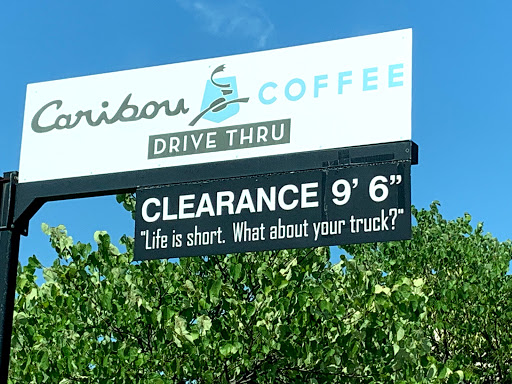 Caribou COFFEE
DRIVE THRU
CLEARANCE 9’ 6”
"Life is short. What about your truck?"